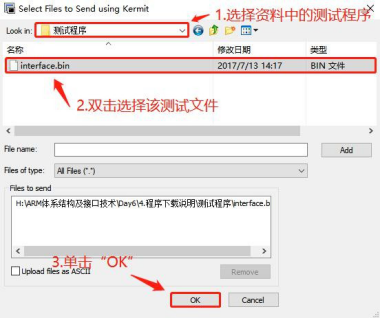 Select Files to Send using Kermit
1.选择资料中的测试程序
Look in:
测试程序
名称
修改日期
类型
interface.bin
2017/7/13 14:17
BIN 文件
2.双击选择该测试文件
File name:
Add
Files of type:
All Files (*.*)
Files to send
H:\ARM体系结构及接口技术\Day6\4.程序下载说明\测试程序\interface.b
3.单击“OK”
Upload files as ASCII
Remove
OK
Cancel